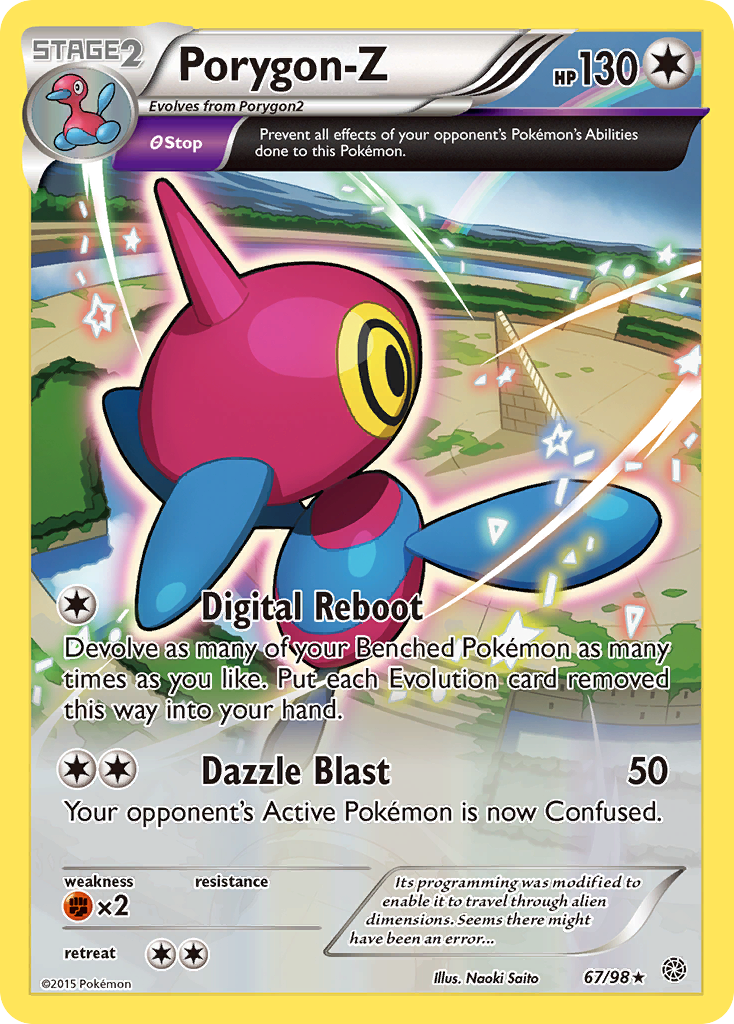 STAGE2
Porygon-Z
HP130
Evolves from Porygon2
θStop
Prevent all effects of your opponent's Pokémon's Abilities
done to this Pokémon.
Digital Reboot
Devolve as many of your Benched Pokémon as many
times as you like. Put each Evolution card removed
this way into your hand.
Dazzle Blast 50
Your opponent's Active Pokémon is now Confused.
weakness resistance
×2
retreat
Its programming was modified to
enable it to travel through alien
dimensions. Seems there might
have been an error...
©2015 Pokémon
Illus. Naoki Saito
67/98★